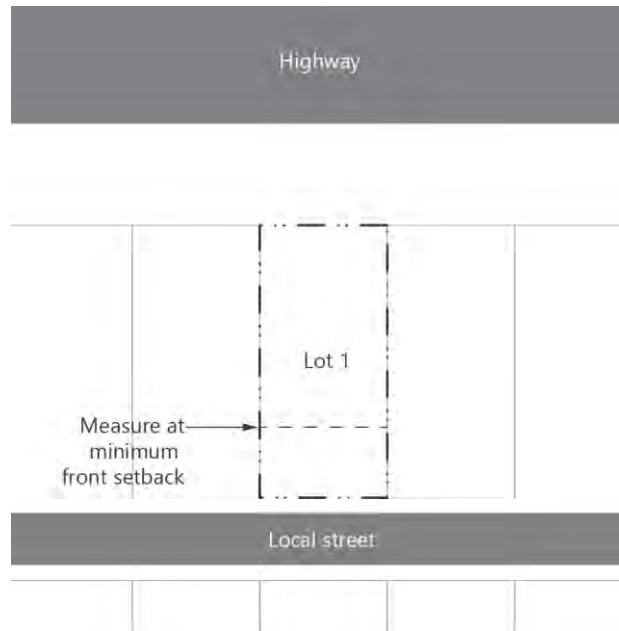 Highway
Lot 1
Measure at
minimum
front setback
Local street